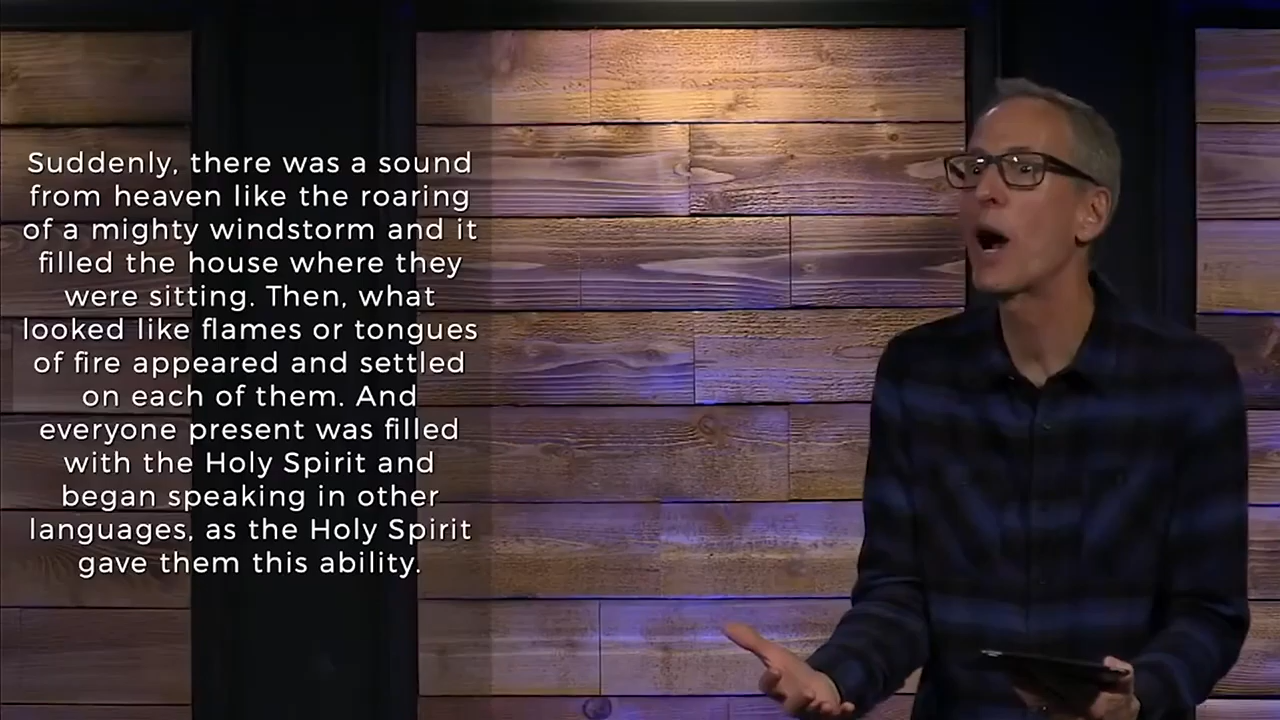 Suddenly, there was a sound
from heaven like the roaring
of a mighty windstorm and it
filled the house where they
were sitting. Then, what
looked like flames or tongues
of fire appeared and settled
on each of them. And
everyone present was filled
with the Holy Spirit and
began speaking in other
languages, as the Holy Spirit
gave them this ability.